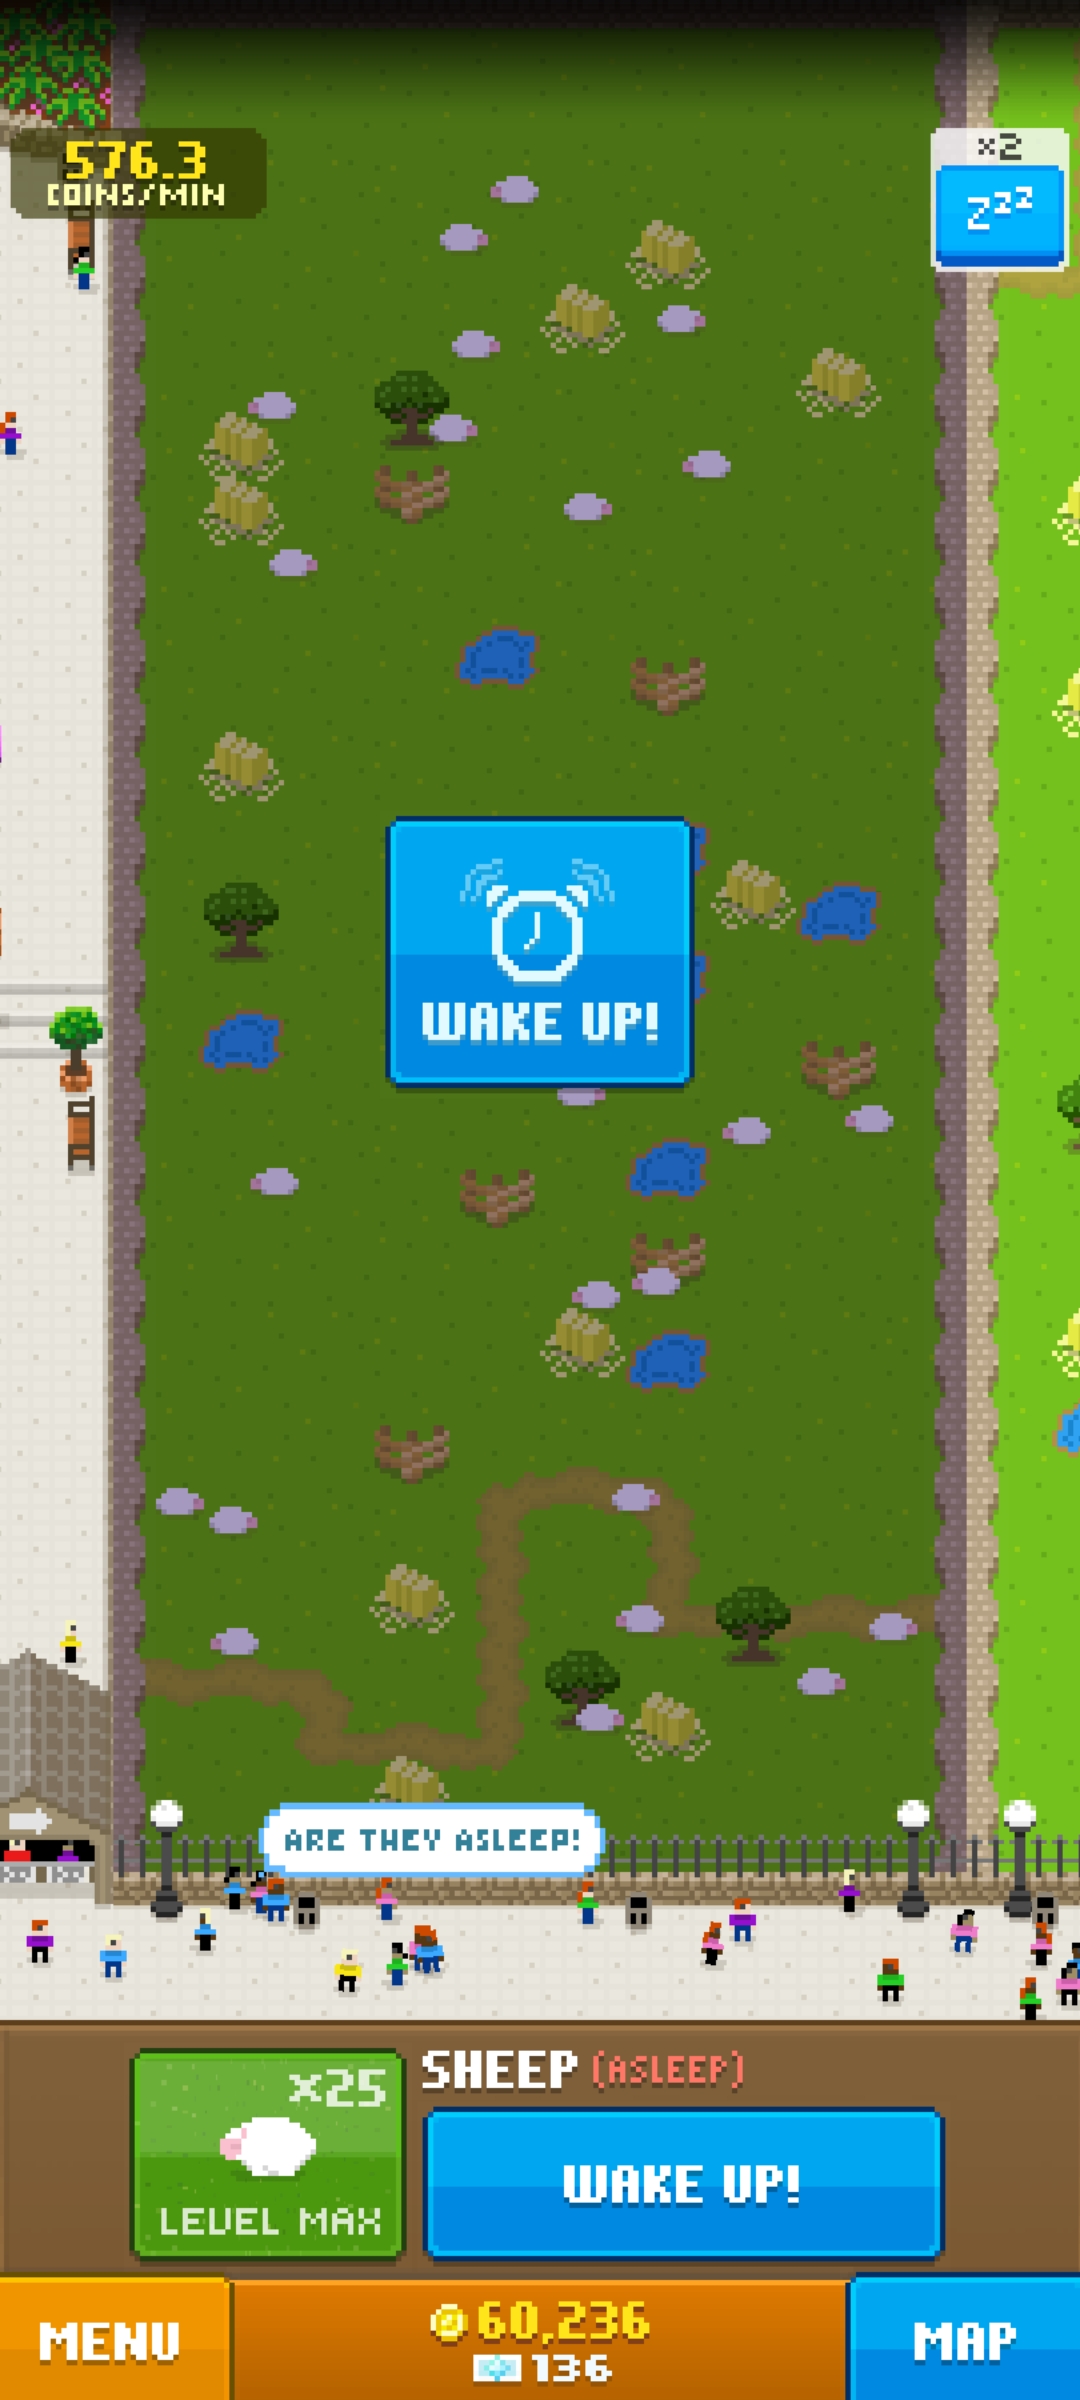 576.3
COINS/MIN
x2
Zzz
WAKE UP!
ARE THEY ASLEEP!
x25
LEVEL MAX
SHEEP (ASLEEP)
WAKE UP!
MENU
60,236
136
MAP